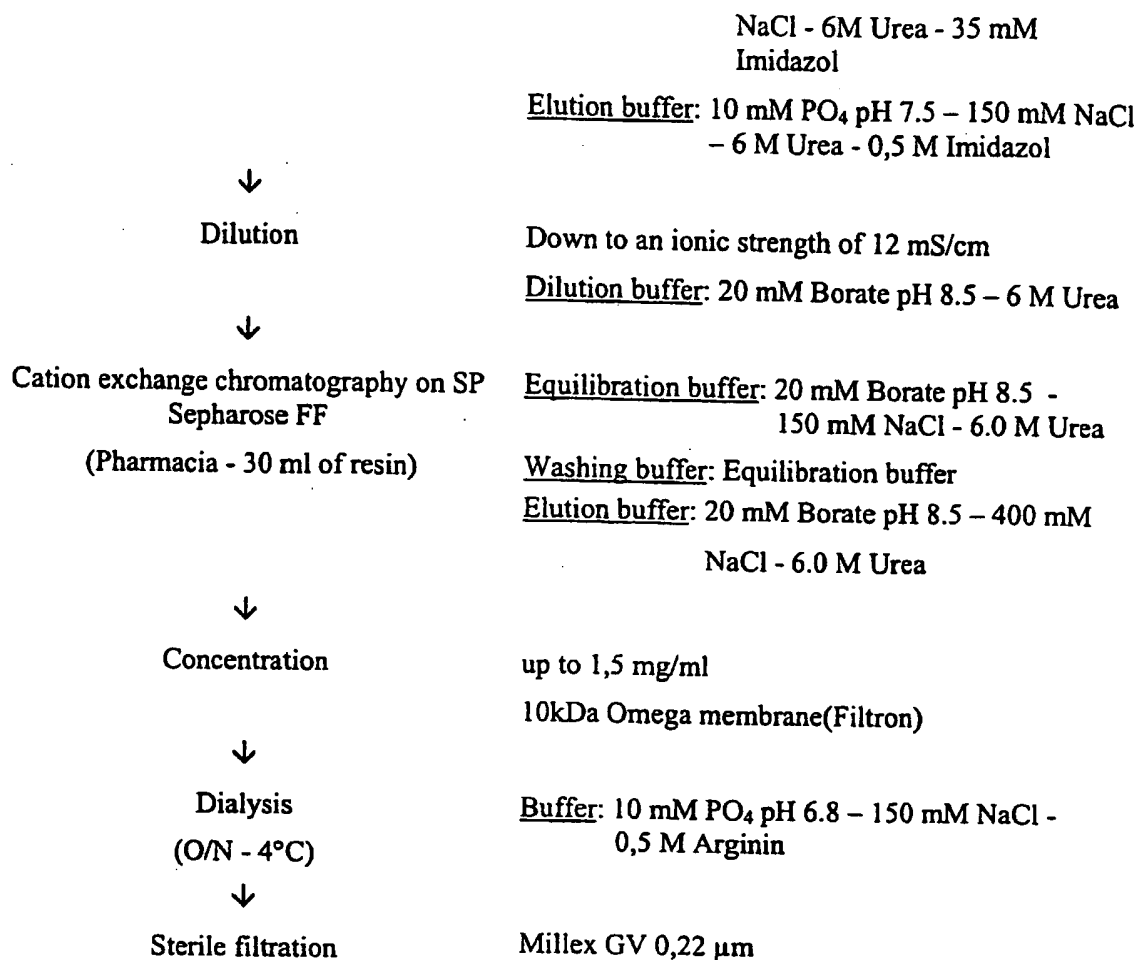 NaCl - 6M Urea - 35 mM
Imidazol
Elution buffer: 10 mM PO₄ pH 7.5 – 150 mM NaCl
– 6 M Urea - 0,5 M Imidazol
↓
Dilution
Down to an ionic strength of 12 mS/cm
Dilution buffer: 20 mM Borate pH 8.5 – 6 M Urea
↓
Cation exchange chromatography on SP
Sepharose FF
(Pharmacia - 30 ml of resin)
Equilibration buffer: 20 mM Borate pH 8.5 -
150 mM NaCl - 6.0 M Urea
Washing buffer: Equilibration buffer
Elution buffer: 20 mM Borate pH 8.5 – 400 mM
NaCl - 6.0 M Urea
↓
Concentration
up to 1,5 mg/ml
10kDa Omega membrane(Filtron)
↓
Dialysis
(O/N - 4°C)
Buffer: 10 mM PO₄ pH 6.8 – 150 mM NaCl -
0,5 M Arginin
↓
Sterile filtration
Millex GV 0,22 µm